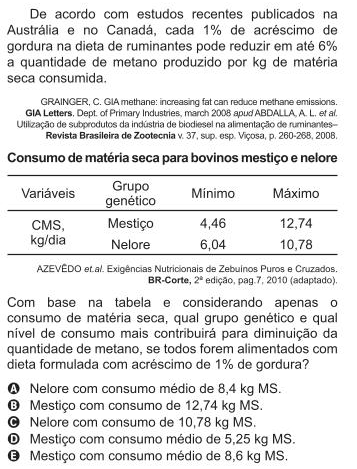 De acordo com estudos recentes publicados na
Austrália e no Canadá, cada 1% de acréscimo de
gordura na dieta de ruminantes pode reduzir em até 6%
a quantidade de metano produzido por kg de matéria
seca consumida.
GRAINGER, C. GIA methane: increasing fat can reduce methane emissions.
GIA Letters. Dept. of Primary Industries, march 2008 apud ABDALLA, A. L. et al.
Utilização de subprodutos da indústria de biodiesel na alimentação de ruminantes–
Revista Brasileira de Zootecnia v. 37, sup. esp. Viçosa, p. 260-268, 2008.
Consumo de matéria seca para bovinos mestiço e nelore
Variáveis Grupo genético Mínimo Máximo
CMS, kg/dia Mestiço 4,46 12,74
Nelore 6,04 10,78
AZEVÊDO et.al. Exigências Nutricionais de Zebuínos Puros e Cruzados.
BR-Corte, 2ª edição, pag.7, 2010 (adaptado).
Com base na tabela e considerando apenas o
consumo de matéria seca, qual grupo genético e qual
nível de consumo mais contribuirá para diminuição da
quantidade de metano, se todos forem alimentados com
dieta formulada com acréscimo de 1% de gordura?
A Nelore com consumo médio de 8,4 kg MS.
B Mestiço com consumo de 12,74 kg MS.
C Nelore com consumo de 10,78 kg MS.
D Mestiço com consumo médio de 5,25 kg MS.
E Mestiço com consumo médio de 8,6 kg MS.